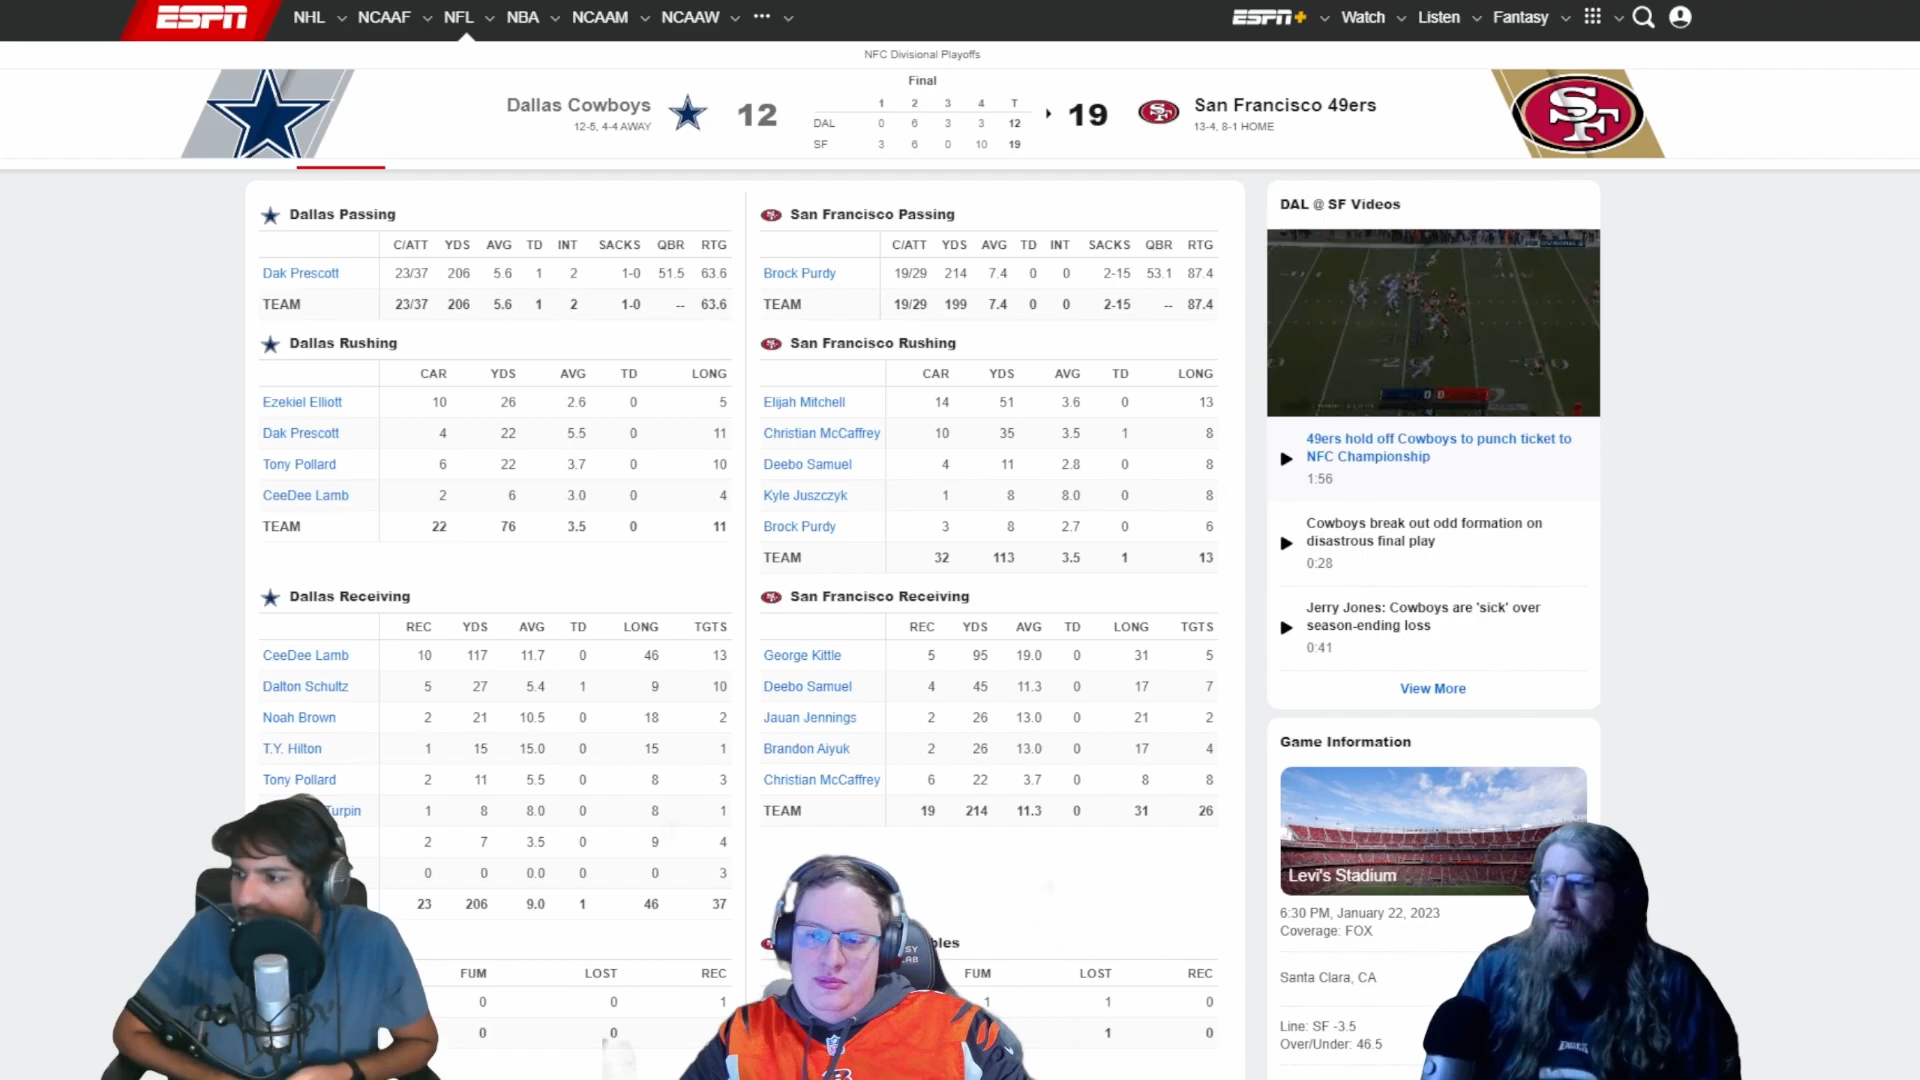 ESPN NHL NCAAF NFL NBA NCAAM NCAAW ••• ESPN+ Watch Listen Fantasy
NFC Divisional Playoffs
Final
Dallas Cowboys
12-5, 4-4 AWAY
12
1 2 3 4 T
DAL 0 6 3 3 12
SF 3 6 0 10 19
19
San Francisco 49ers
13-4, 8-1 HOME
SF
Dallas Passing
C/ATT YDS AVG TD INT SACKS QBR RTG
Dak Prescott 23/37 206 5.6 1 2 1-0 51.5 63.6
TEAM 23/37 206 5.6 1 2 1-0 -- 63.6
San Francisco Passing
C/ATT YDS AVG TD INT SACKS QBR RTG
Brock Purdy 19/29 214 7.4 0 0 2-15 53.1 87.4
TEAM 19/29 199 7.4 0 0 2-15 -- 87.4
Dallas Rushing
CAR YDS AVG TD LONG
Ezekiel Elliott 10 26 2.6 0 5
Dak Prescott 4 22 5.5 0 11
Tony Pollard 6 22 3.7 0 10
CeeDee Lamb 2 6 3.0 0 4
TEAM 22 76 3.5 0 11
San Francisco Rushing
CAR YDS AVG TD LONG
Elijah Mitchell 14 51 3.6 0 13
Christian McCaffrey 10 35 3.5 1 8
Deebo Samuel 4 11 2.8 0 8
Kyle Juszczyk 1 8 8.0 0 8
Brock Purdy 3 8 2.7 0 6
TEAM 32 113 3.5 1 13
Dallas Receiving
REC YDS AVG TD LONG TGTS
CeeDee Lamb 10 117 11.7 0 46 13
Dalton Schultz 5 27 5.4 1 9 10
Noah Brown 2 21 10.5 0 18 2
T.Y. Hilton 1 15 15.0 0 15 1
Tony Pollard 2 11 5.5 0 8 3
Turpin 1 8 8.0 0 8 1
2 7 3.5 0 9 4
0 0 0.0 0 0 3
23 206 9.0 1 46 37
San Francisco Receiving
REC YDS AVG TD LONG TGTS
George Kittle 5 95 19.0 0 31 5
Deebo Samuel 4 45 11.3 0 17 7
Jauan Jennings 2 26 13.0 0 21 2
Brandon Aiyuk 2 26 13.0 0 17 4
Christian McCaffrey 6 22 3.7 0 8 8
TEAM 19 214 11.3 0 31 26
FUM LOST REC
0 0 1
0 0
bles
FUM LOST REC
1 1 0
1 0
DAL @ SF Videos
49ers hold off Cowboys to punch ticket to
NFC Championship
1:56
Cowboys break out odd formation on
disastrous final play
0:28
Jerry Jones: Cowboys are 'sick' over
season-ending loss
0:41
View More
Game Information
Levi's Stadium
6:30 PM, January 22, 2023
Coverage: FOX
Santa Clara, CA
Line: SF -3.5
Over/Under: 46.5
EAGLES